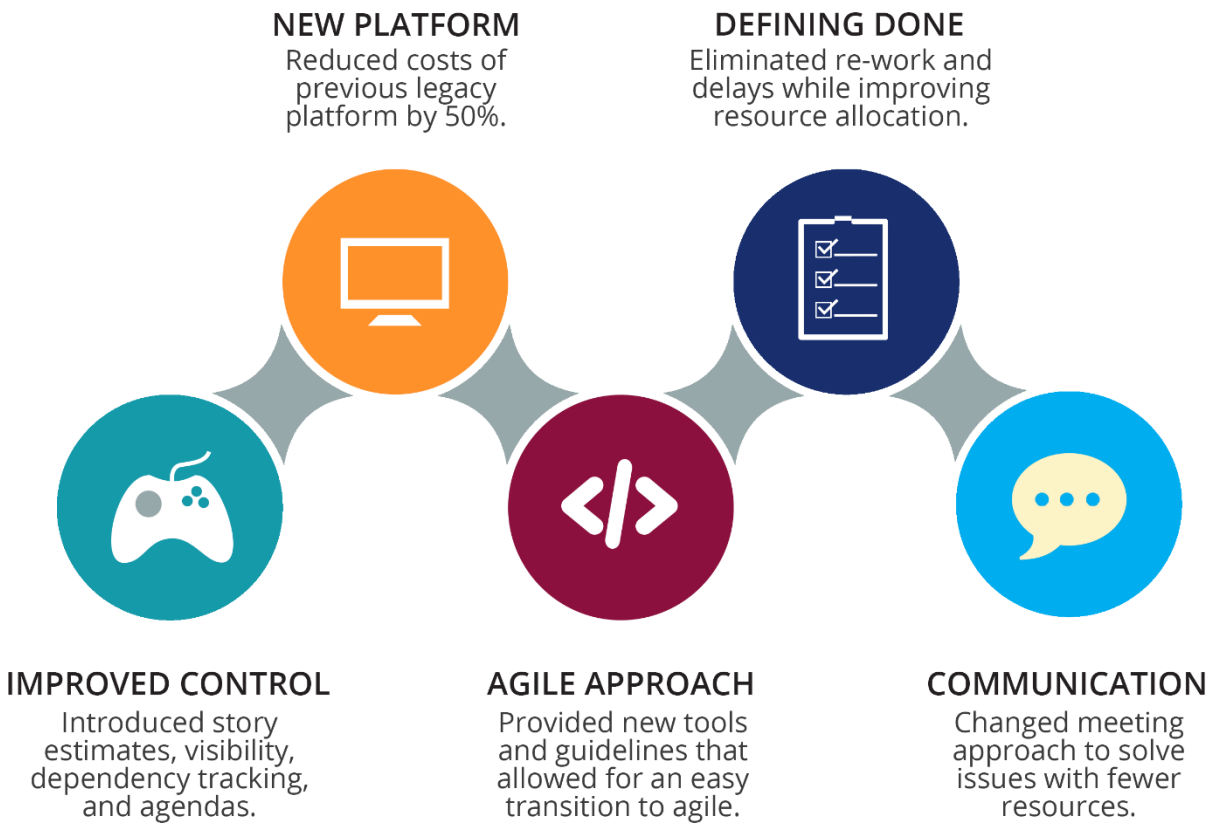 NEW PLATFORM
Reduced costs of
previous legacy
platform by 50%.
DEFINING DONE
Eliminated re-work and
delays while improving
resource allocation.
IMPROVED CONTROL
Introduced story
estimates, visibility,
dependency tracking,
and agendas.
AGILE APPROACH
Provided new tools
and guidelines that
allowed for an easy
transition to agile.
COMMUNICATION
Changed meeting
approach to solve
issues with fewer
resources.